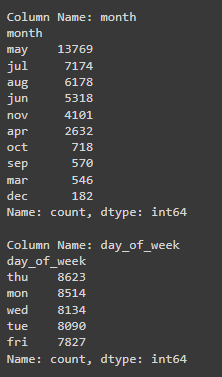 Column Name: month
month
may    13769
jul     7174
aug     6178
jun     5318
nov     4101
apr     2632
oct      718
sep      570
mar      546
dec      182
Name: count, dtype: int64

Column Name: day_of_week
day_of_week
thu    8623
mon    8514
wed    8134
tue    8090
fri    7827
Name: count, dtype: int64